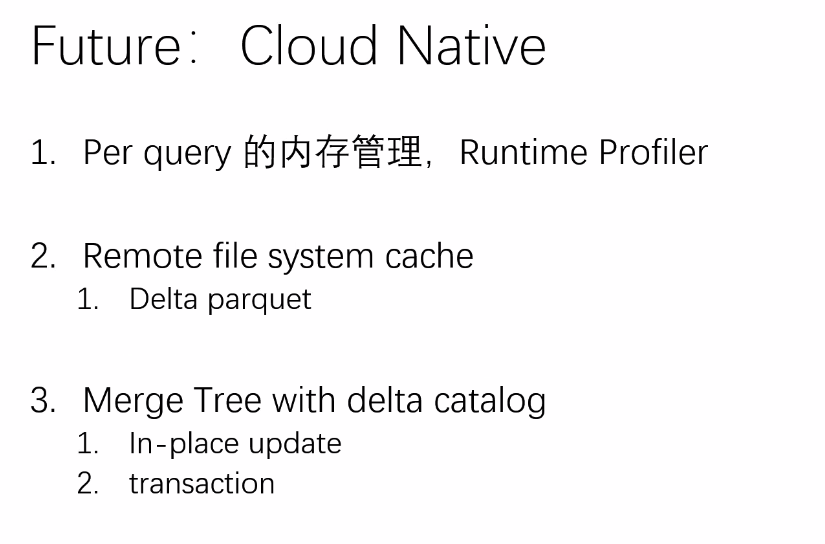 Future： Cloud Native
1. Per query 的内存管理，Runtime Profiler
2. Remote file system cache
1. Delta parquet
3. Merge Tree with delta catalog
1. In-place update
2. transaction